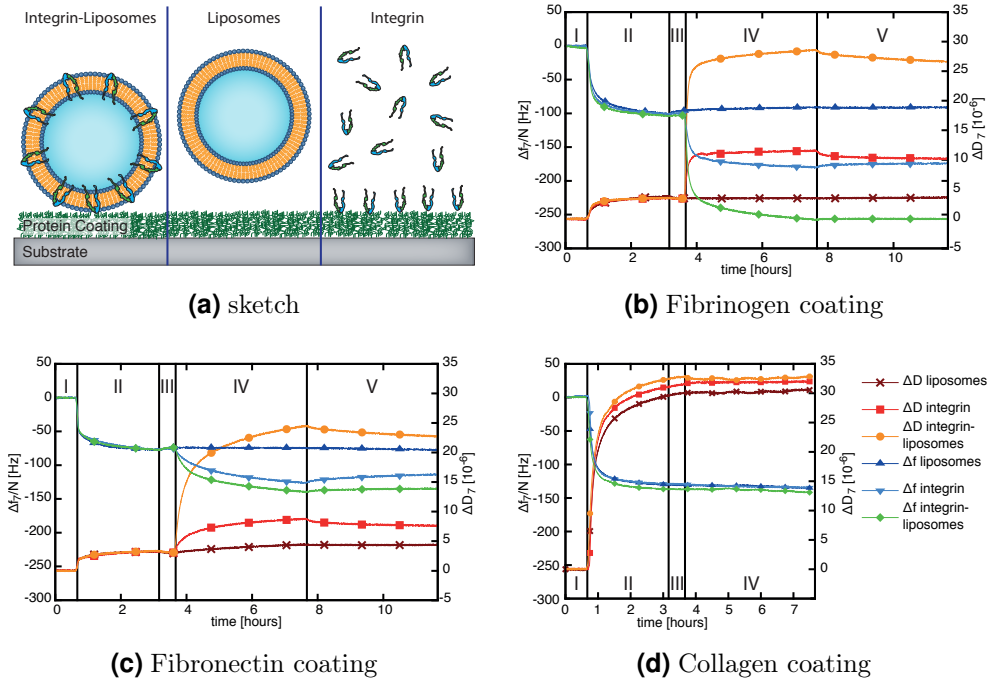 Integrin-Liposomes
Liposomes
Integrin
Protein Coating
Substrate
(a) sketch
I II III IV V
50
0
-50
-100
-150
-200
-250
-300
Δf₇/N [Hz]
35
30
25
20
15
10
5
0
-5
ΔD₇ [10⁻⁶]
0 2 4 6 8 10
time [hours]
(b) Fibrinogen coating
I II III IV V
50
0
-50
-100
-150
-200
-250
-300
Δf₇/N [Hz]
35
30
25
20
15
10
5
0
-5
ΔD₇ [10⁻⁶]
0 2 4 6 8 10
time [hours]
(c) Fibronectin coating
50
0
-50
-100
-150
-200
-250
-300
Δf₇/N [Hz]
35
30
25
20
15
10
5
0
-5
ΔD₇ [10⁻⁶]
I II III IV
0 1 2 3 4 5 6 7
time [hours]
(d) Collagen coating
ΔD liposomes
ΔD integrin
ΔD integrin-
liposomes
Δf liposomes
Δf integrin
Δf integrin-
liposomes